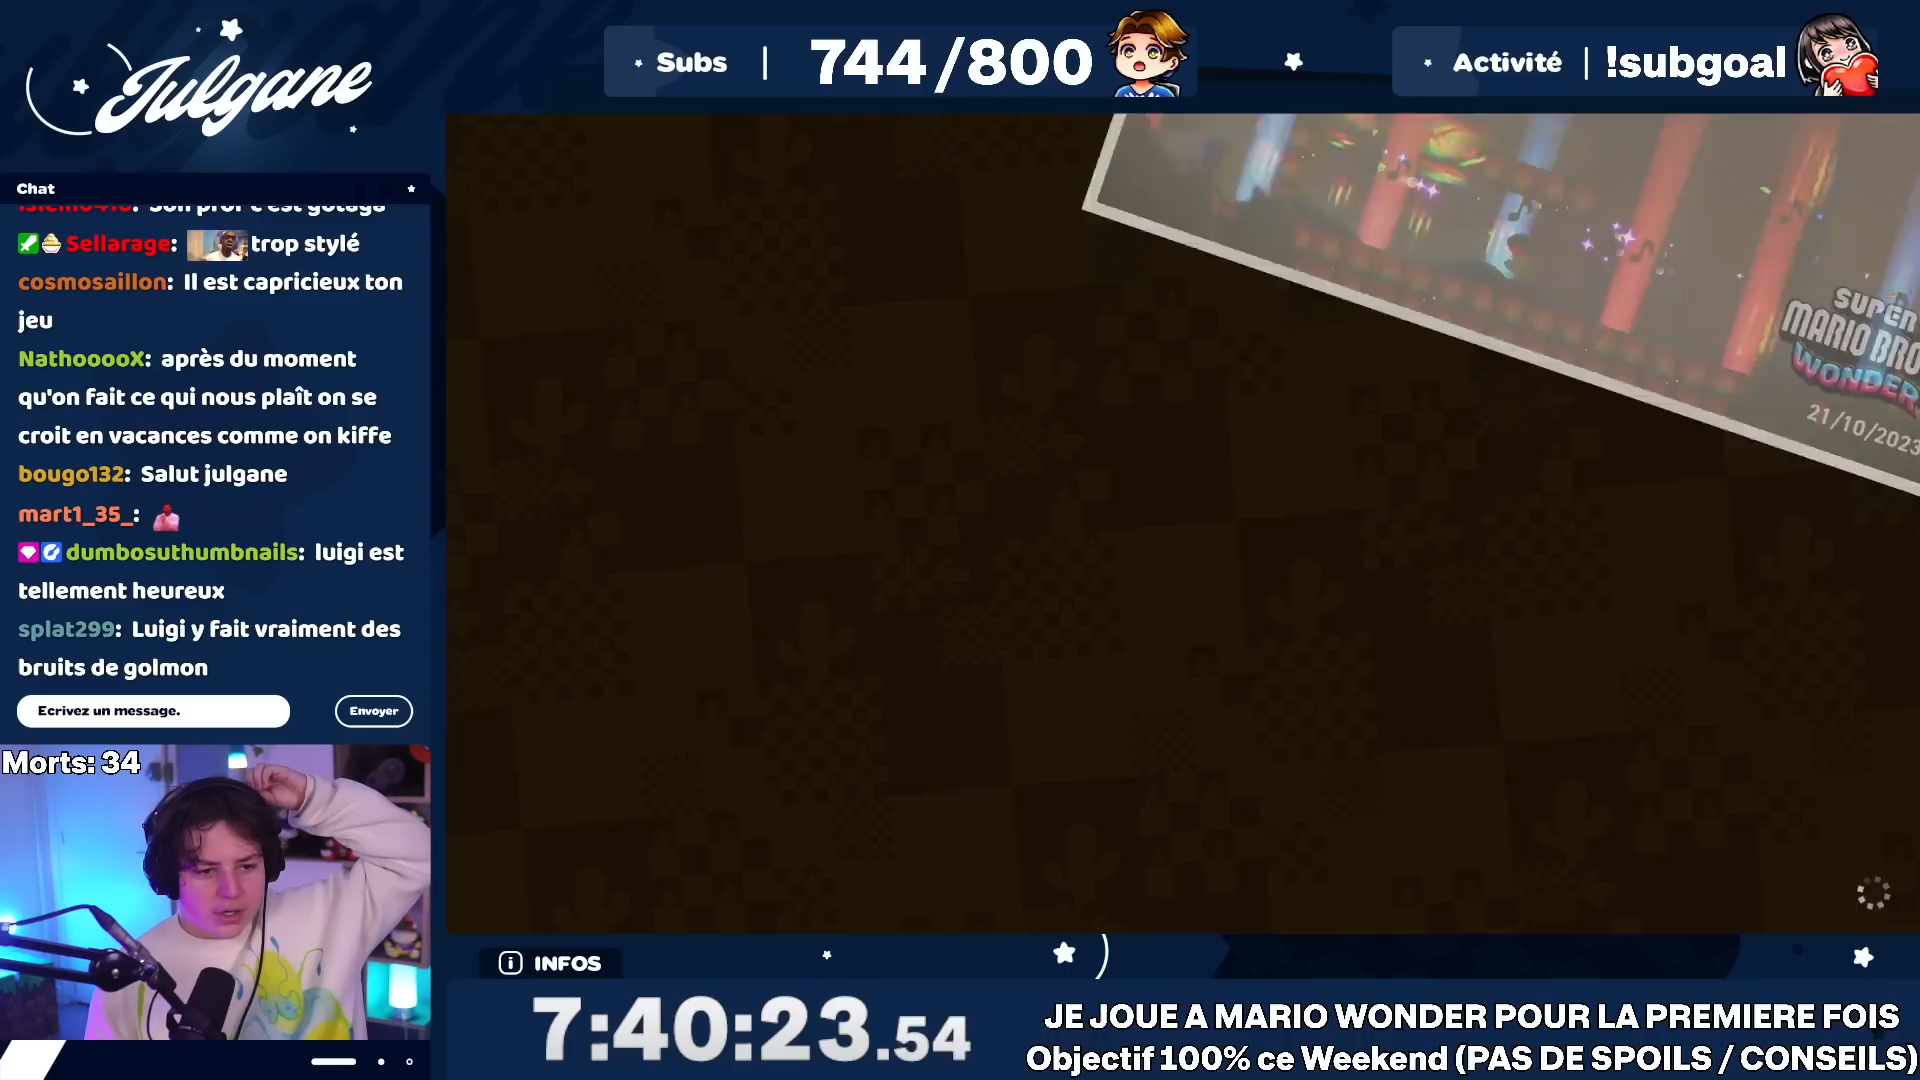 Julgane
Subs | 744/800
Activité | !subgoal
Chat
Sellarage: trop stylé
cosmosaillon: Il est capricieux ton
jeu
NathooooX: après du moment
qu'on fait ce qui nous plaît on se
croit en vacances comme on kiffe
bougo132: Salut julgane
mart1_35_:
dumbosuthumbnails: luigi est
tellement heureux
splat299: Luigi y fait vraiment des
bruits de golmon
Ecrivez un message.
Envoyer
Morts: 34
SUPER
MARIO BRO
WONDER
21/10/2023
INFOS
7:40:23.54
JE JOUE A MARIO WONDER POUR LA PREMIERE FOIS
Objectif 100% ce Weekend (PAS DE SPOILS / CONSEILS)